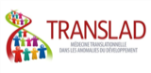 TRANSLAD
MÉDECINE TRANSLATIONNELLE
DANS LES ANOMALIES DU DÉVELOPPEMENT